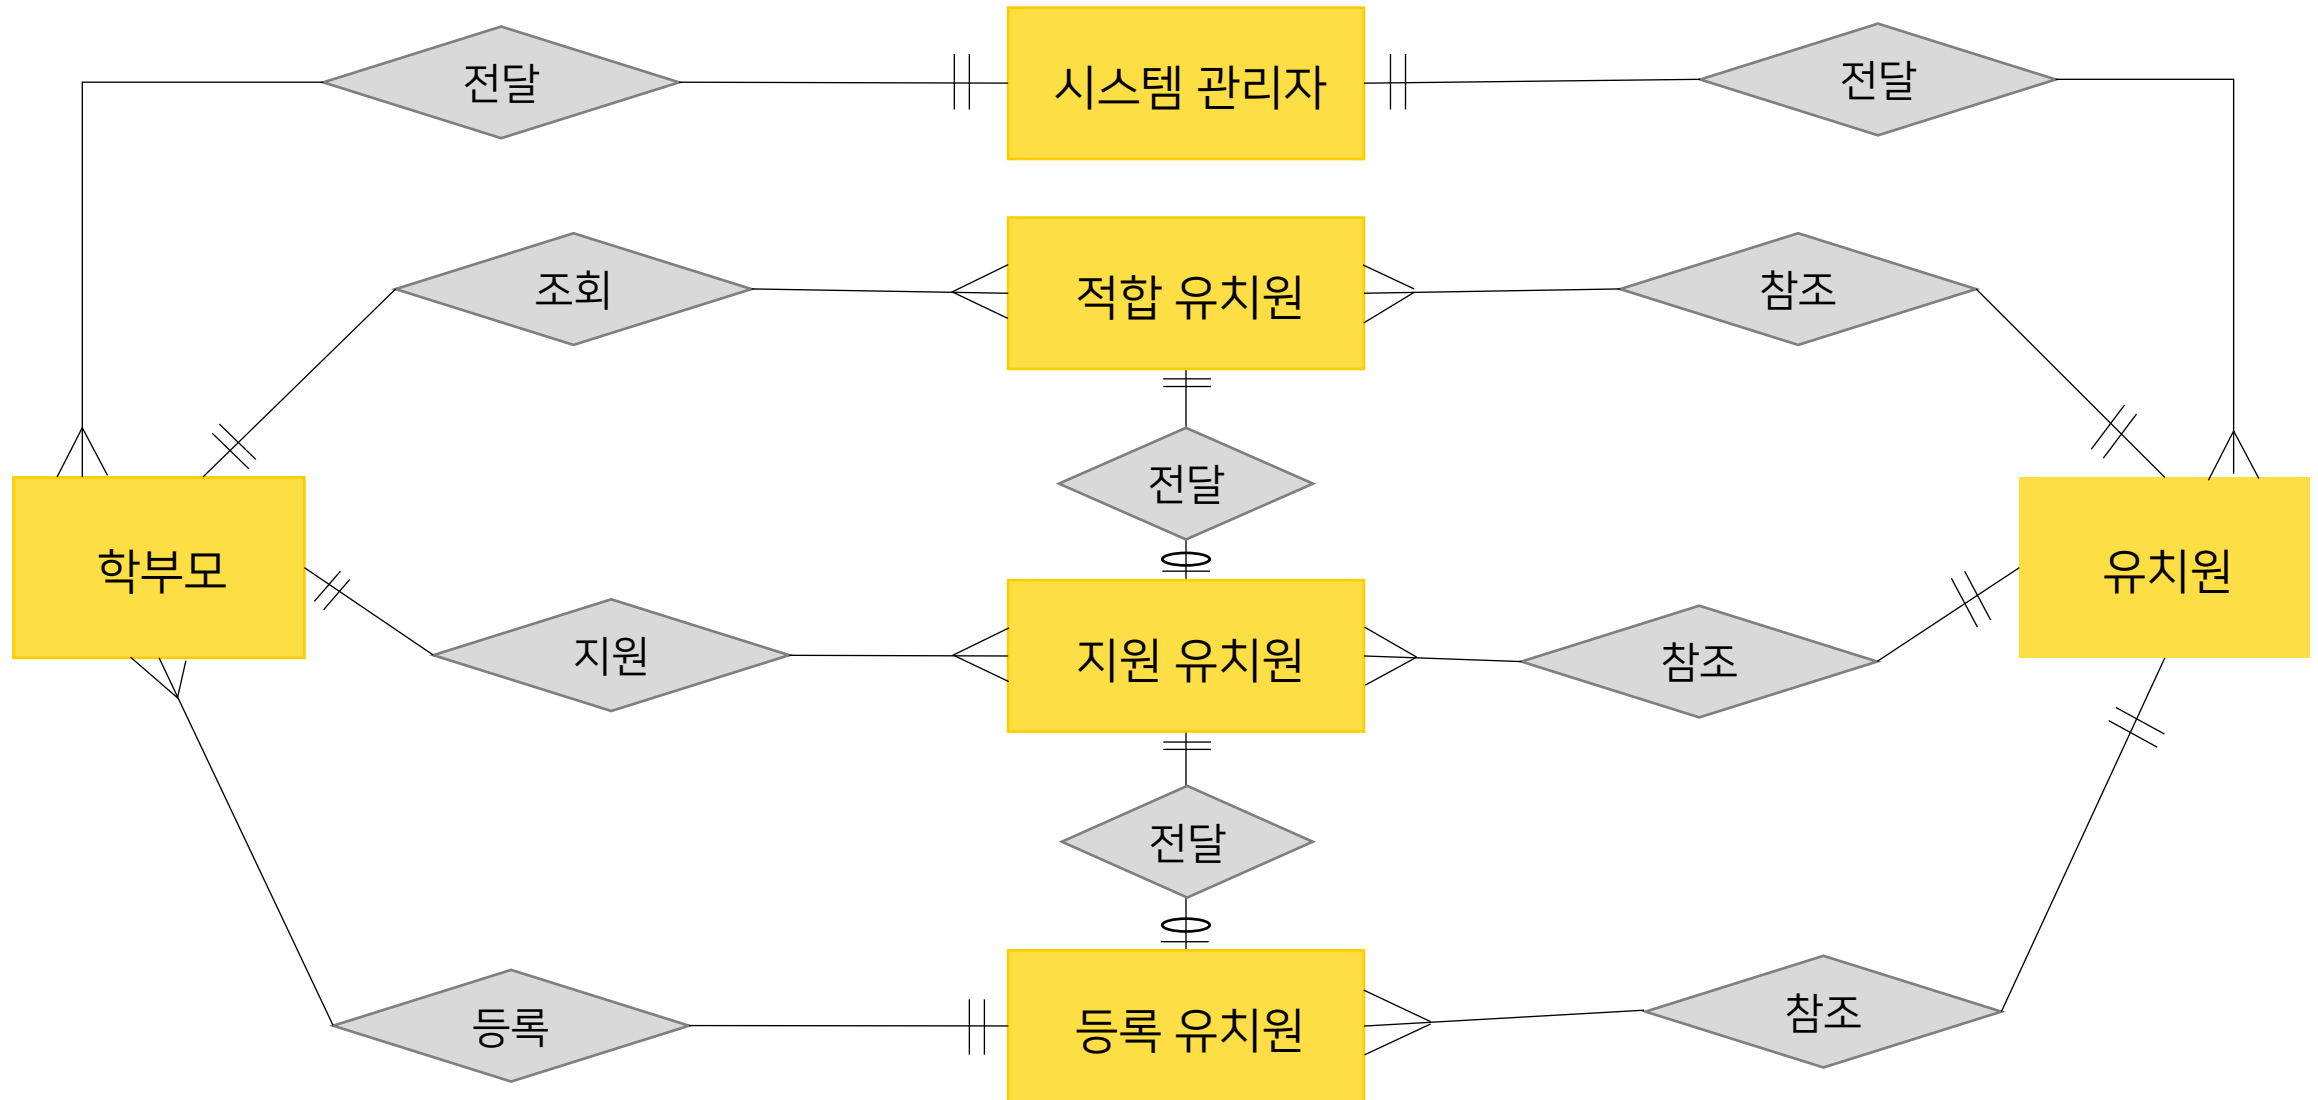 전달
시스템 관리자
전달
조회
적합 유치원
참조
전달
학부모
유치원
지원
지원 유치원
참조
전달
등록
등록 유치원
참조